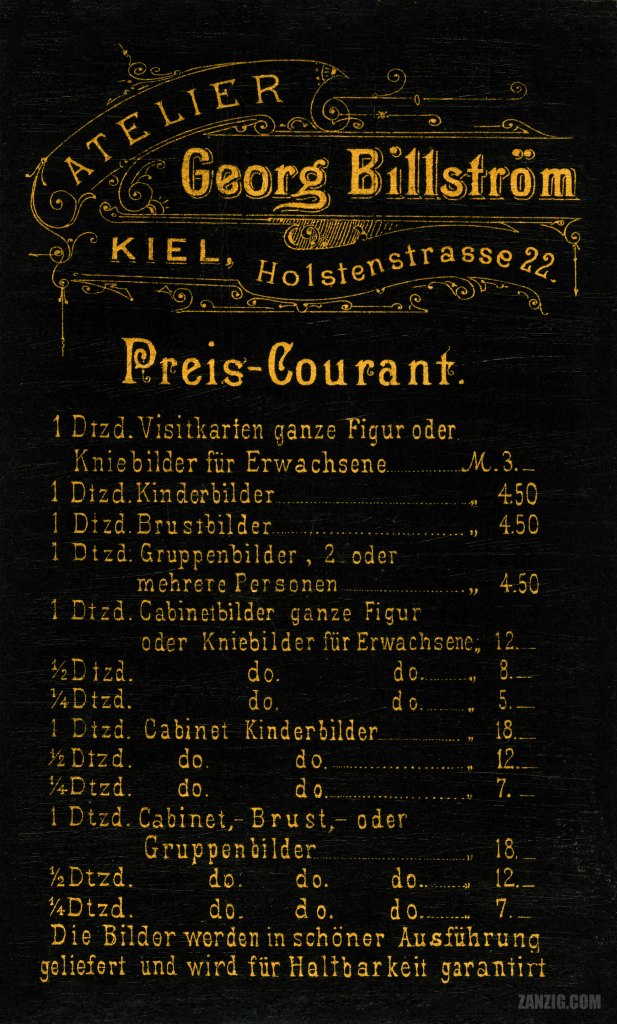 ATELIER
Georg Billström
KIEL, Holstenstrasse 22.
Preis-Courant.
1 Dtzd. Visitkarten ganze Figur oder
Kniebilder für Erwachsene M. 3._
1 Dtzd. Kinderbilder „ 4.50
1 Dtzd. Brustbilder „ 4.50
1 Dtzd. Gruppenbilder, 2 oder
mehrere Personen „ 4.50
1 Dtzd. Cabinetbilder ganze Figur
oder Kniebilder für Erwachsene „ 12._
½ Dtzd. do. do. „ 8._
¼ Dtzd. do. do. „ 5._
1 Dtzd. Cabinet Kinderbilder „ 18._
½ Dtzd. do. do. „ 12._
¼ Dtzd. do. do. „ 7._
1 Dtzd. Cabinet,- Brust,- oder
Gruppenbilder „ 18._
½ Dtzd. do. do. do. „ 12._
¼ Dtzd. do. do. do. „ 7._
Die Bilder werden in schöner Ausführung
geliefert und wird für Haltbarkeit garantirt
ZANZIG.COM